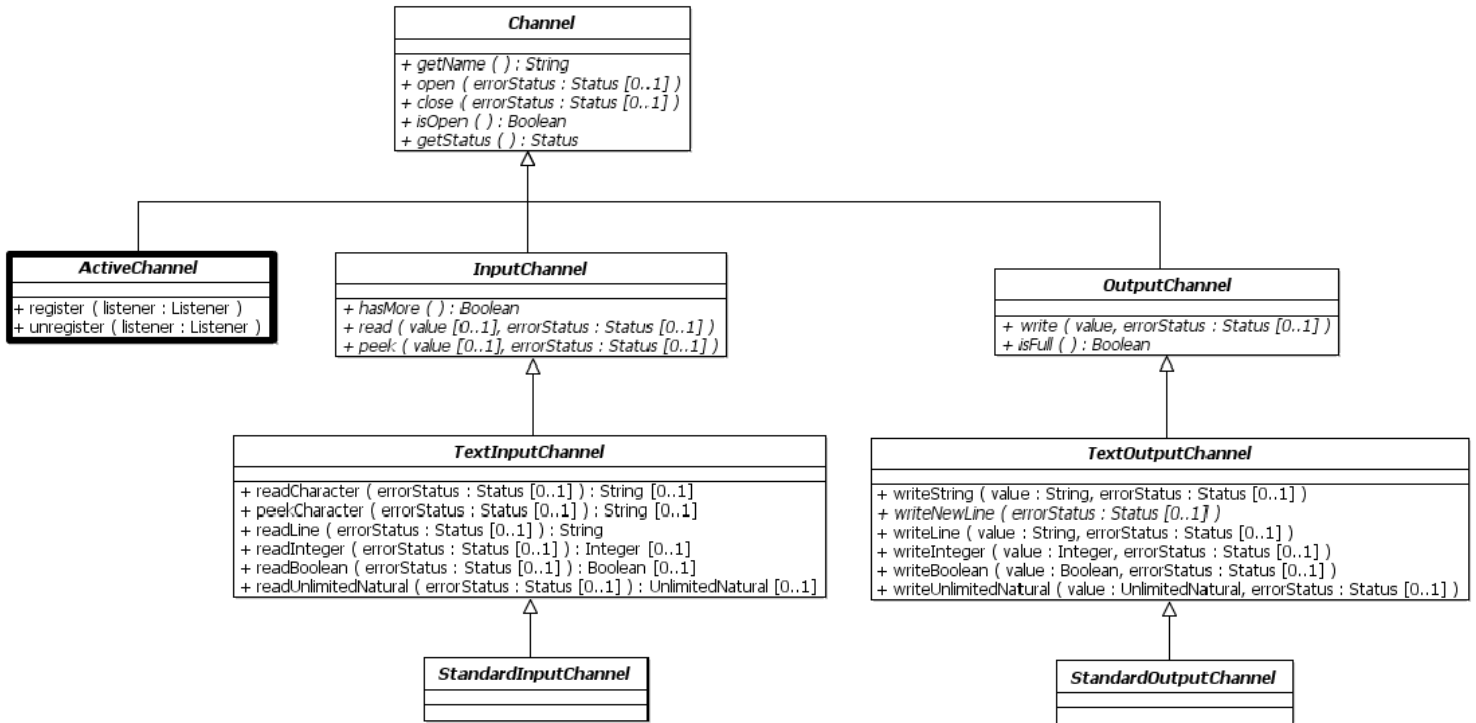 Channel
+ getName ( ) : String
+ open ( errorStatus : Status [0..1] )
+ close ( errorStatus : Status [0..1] )
+ isOpen ( ) : Boolean
+ getStatus ( ) : Status
ActiveChannel
+ register ( listener : Listener )
+ unregister ( listener : Listener )
InputChannel
+ hasMore ( ) : Boolean
+ read ( value [0..1], errorStatus : Status [0..1] )
+ peek ( value [0..1], errorStatus : Status [0..1] )
OutputChannel
+ write ( value, errorStatus : Status [0..1] )
+ isFull ( ) : Boolean
TextInputChannel
+ readCharacter ( errorStatus : Status [0..1] ) : String [0..1]
+ peekCharacter ( errorStatus : Status [0..1] ) : String [0..1]
+ readLine ( errorStatus : Status [0..1] ) : String
+ readInteger ( errorStatus : Status [0..1] ) : Integer [0..1]
+ readBoolean ( errorStatus : Status [0..1] ) : Boolean [0..1]
+ readUnlimitedNatural ( errorStatus : Status [0..1] ) : UnlimitedNatural [0..1]
TextOutputChannel
+ writeString ( value : String, errorStatus : Status [0..1] )
+ writeNewLine ( errorStatus : Status [0..1] )
+ writeLine ( value : String, errorStatus : Status [0..1] )
+ writeInteger ( value : Integer, errorStatus : Status [0..1] )
+ writeBoolean ( value : Boolean, errorStatus : Status [0..1] )
+ writeUnlimitedNatural ( value : UnlimitedNatural, errorStatus : Status [0..1] )
StandardInputChannel
StandardOutputChannel